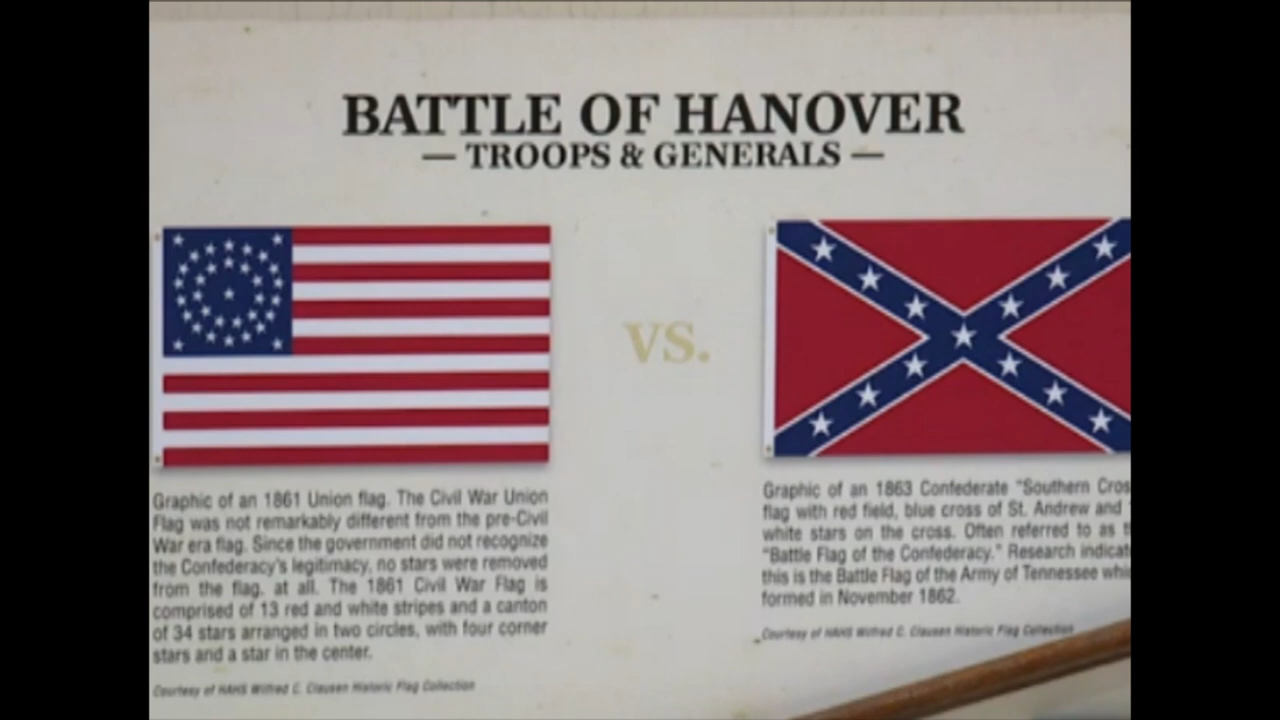 BATTLE OF HANOVER
— TROOPS & GENERALS —
VS.
Graphic of an 1861 Union flag. The Civil War Union
Flag was not remarkably different from the pre-Civil
War era flag. Since the government did not recognize
the Confederacy's legitimacy, no stars were removed
from the flag, at all. The 1861 Civil War Flag is
comprised of 13 red and white stripes and a canton
of 34 stars arranged in two circles, with four corner
stars and a star in the center.
Courtesy of HAHS Wilfred C. Clausen Historic Flag Collection
Graphic of an 1863 Confederate "Southern Cros
flag with red field, blue cross of St. Andrew and
white stars on the cross. Often referred to as t
"Battle Flag of the Confederacy." Research indicat
this is the Battle Flag of the Army of Tennessee whi
formed in November 1862.
Courtesy of HAHS Wilfred C. Clausen Historic Flag Collection